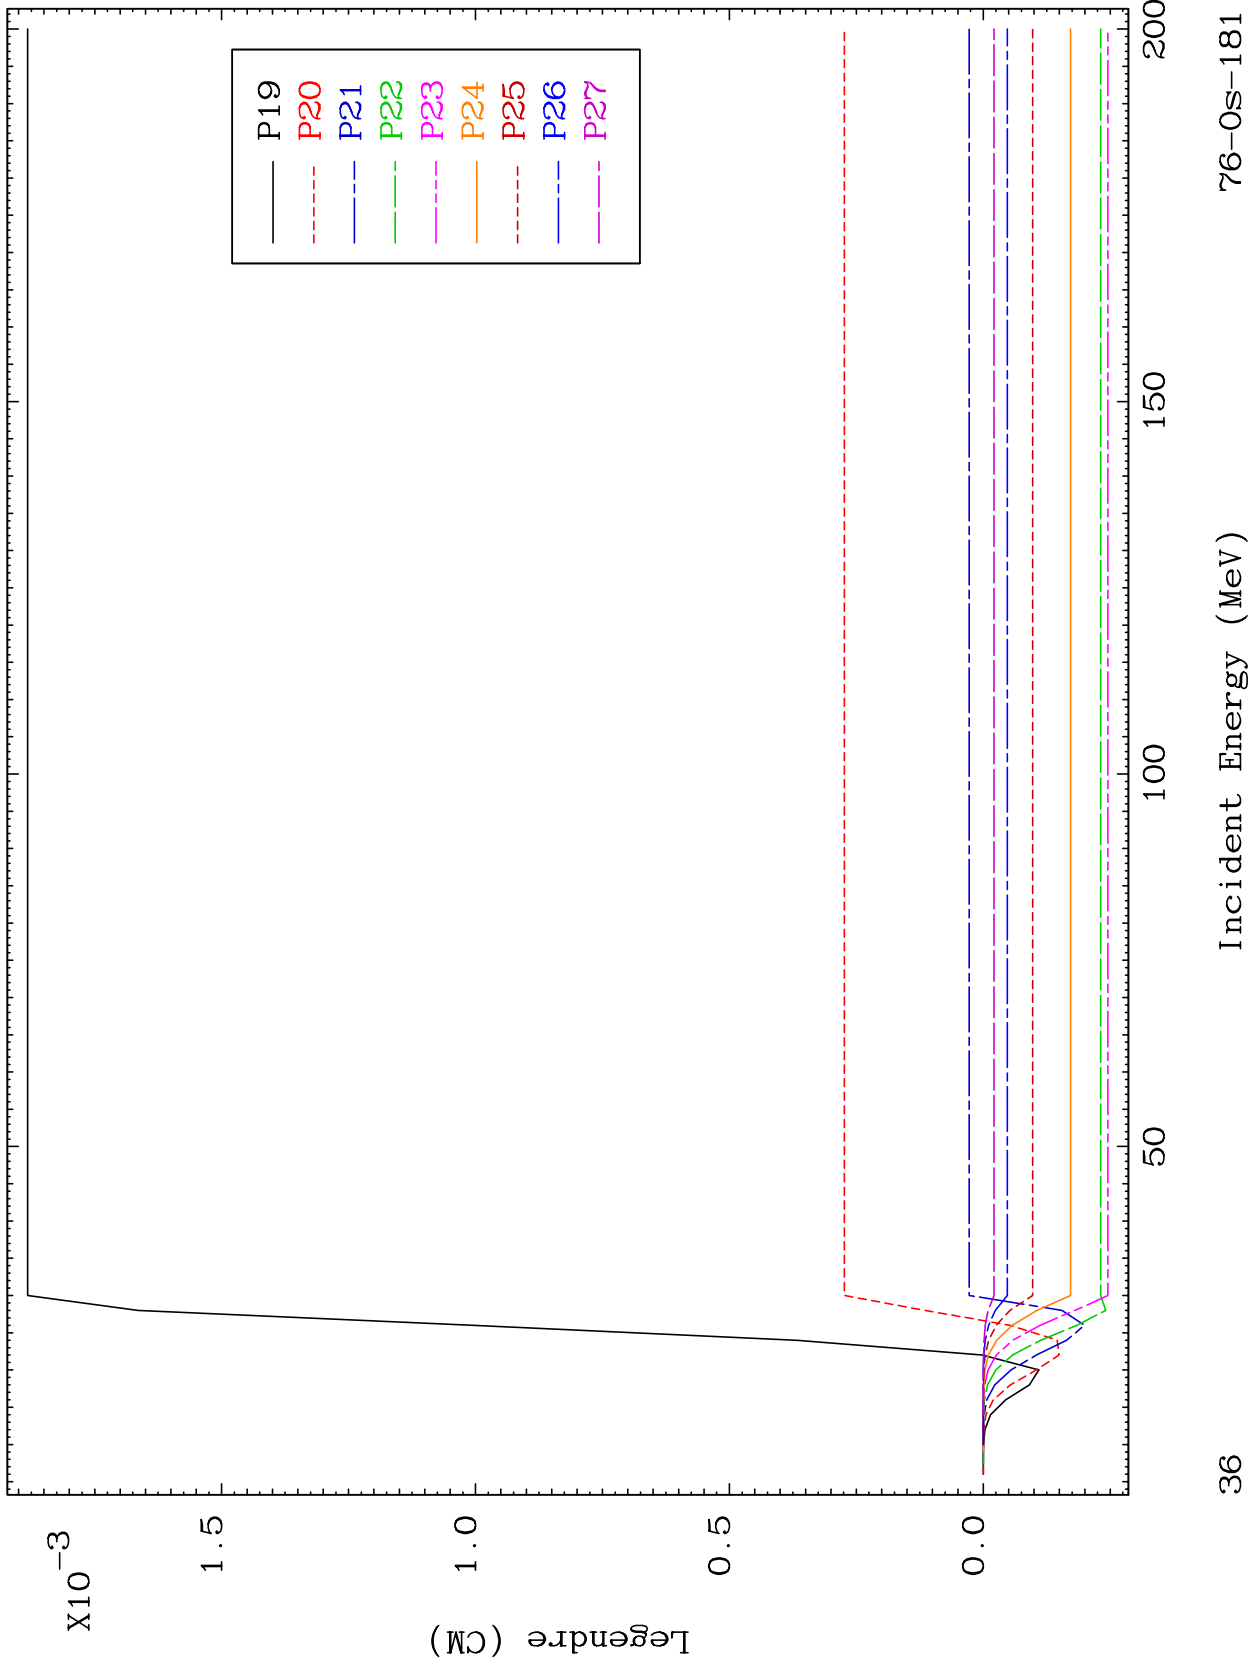 X10⁻³
1.5
1.0
0.5
0.0
Legendre (CM)
P19
P20
P21
P22
P23
P24
P25
P26
P27
50
100
150
200
36
Incident Energy (MeV)
76-Os-181